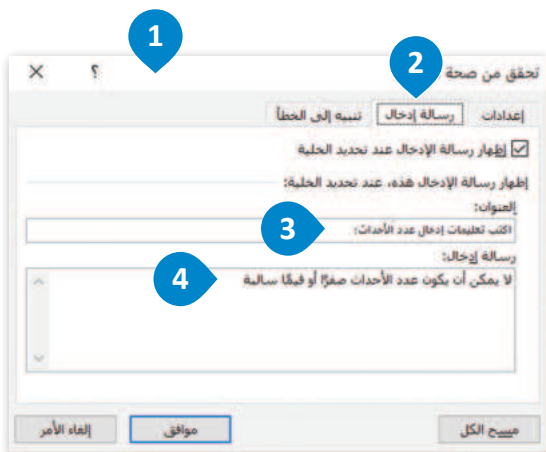 1
2
تحقق من صحة
؟ ×
إعدادات رسالة إدخال تنبيه إلى الخطأ
إظهار رسالة الإدخال عند تحديد الخلية
إظهار رسالة الإدخال هذه، عند تحديد الخلية:
العنوان:
اكتب تعليمات إدخال عدد الأحداث:
3
رسالة إدخال:
لا يمكن أن يكون عدد الأحداث صفرًا أو قيمًا سالبة
4
مسح الكل موافق إلغاء الأمر